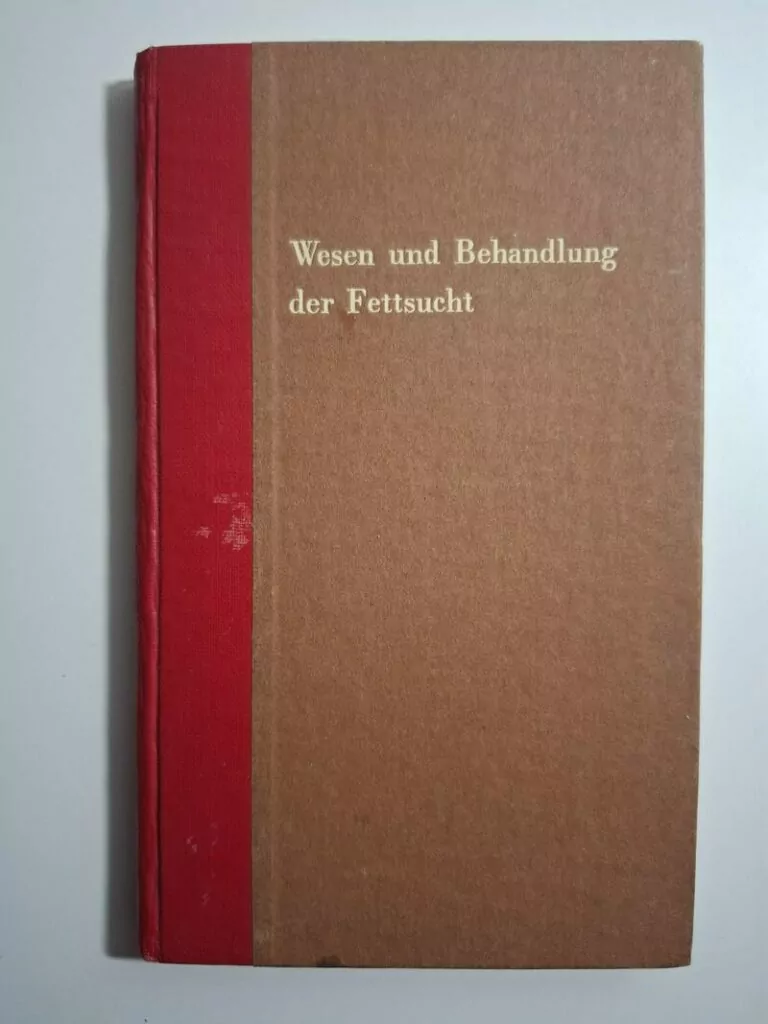 Wesen und Behandlung
der Fettsucht